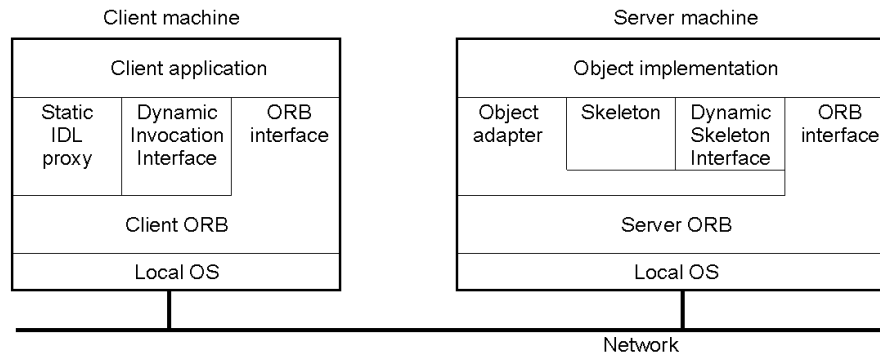 Client machine
Server machine
Client application
Object implementation
Static
IDL
proxy
Dynamic
Invocation
Interface
ORB
interface
Object
adapter
Skeleton
Dynamic
Skeleton
Interface
ORB
interface
Client ORB
Server ORB
Local OS
Local OS
Network